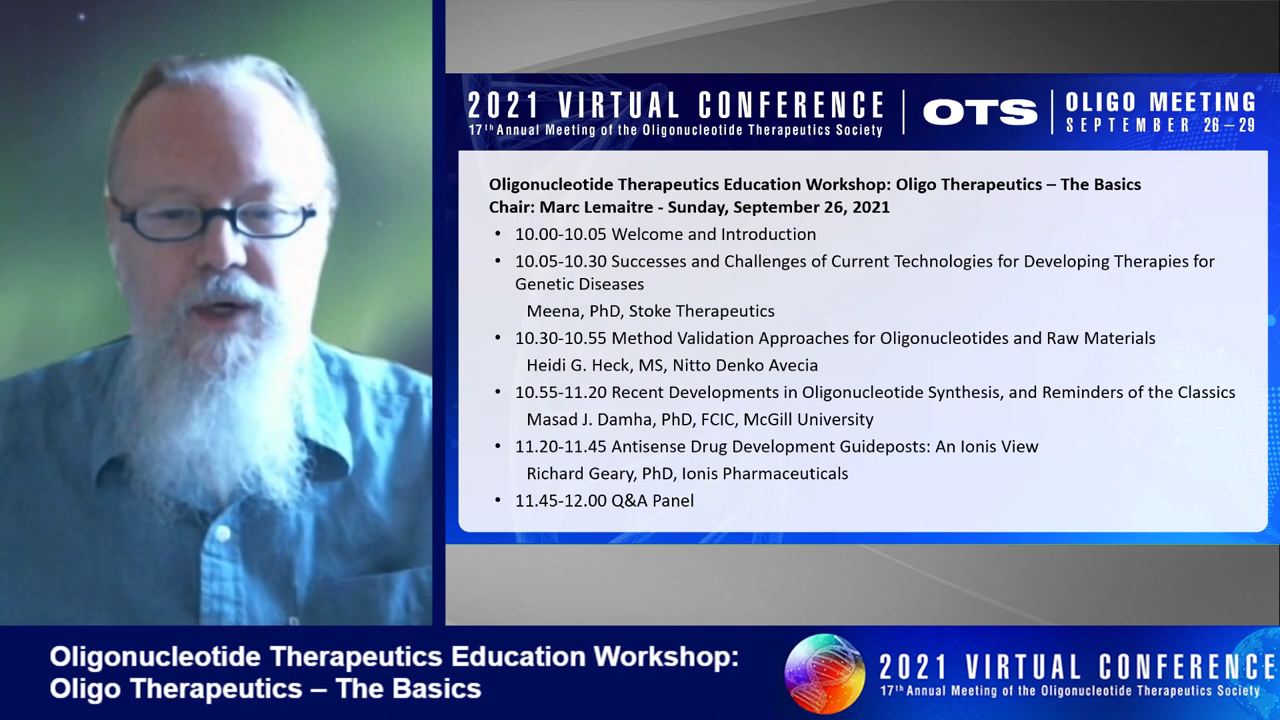 2021 VIRTUAL CONFERENCE
17th Annual Meeting of the Oligonucleotide Therapeutics Society
OTS
OLIGO MEETING
SEPTEMBER 26–29
Oligonucleotide Therapeutics Education Workshop: Oligo Therapeutics – The Basics
Chair: Marc Lemaitre - Sunday, September 26, 2021
• 10.00-10.05 Welcome and Introduction
• 10.05-10.30 Successes and Challenges of Current Technologies for Developing Therapies for
Genetic Diseases
Meena, PhD, Stoke Therapeutics
• 10.30-10.55 Method Validation Approaches for Oligonucleotides and Raw Materials
Heidi G. Heck, MS, Nitto Denko Avecia
• 10.55-11.20 Recent Developments in Oligonucleotide Synthesis, and Reminders of the Classics
Masad J. Damha, PhD, FCIC, McGill University
• 11.20-11.45 Antisense Drug Development Guideposts: An Ionis View
Richard Geary, PhD, Ionis Pharmaceuticals
• 11.45-12.00 Q&A Panel
Oligonucleotide Therapeutics Education Workshop:
Oligo Therapeutics – The Basics
2021 VIRTUAL CONFERENCE
17th Annual Meeting of the Oligonucleotide Therapeutics Society